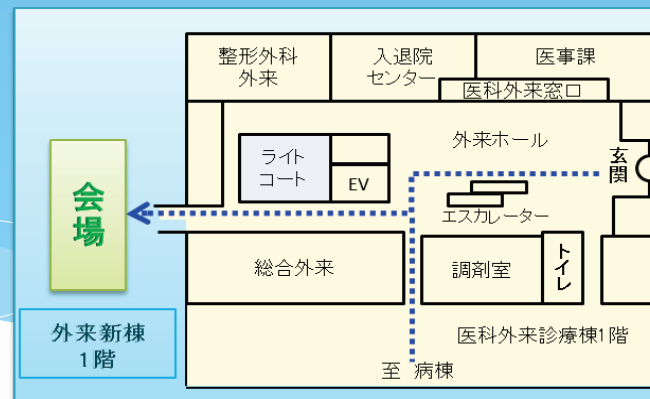 整形外科
外来
入退院
センター
医事課
医科外来窓口
外来ホール
玄関
ライト
コート
EV
エスカレーター
会場
総合外来
調剤室
トイレ
外来新棟
1階
医科外来診療棟1階
至 病棟